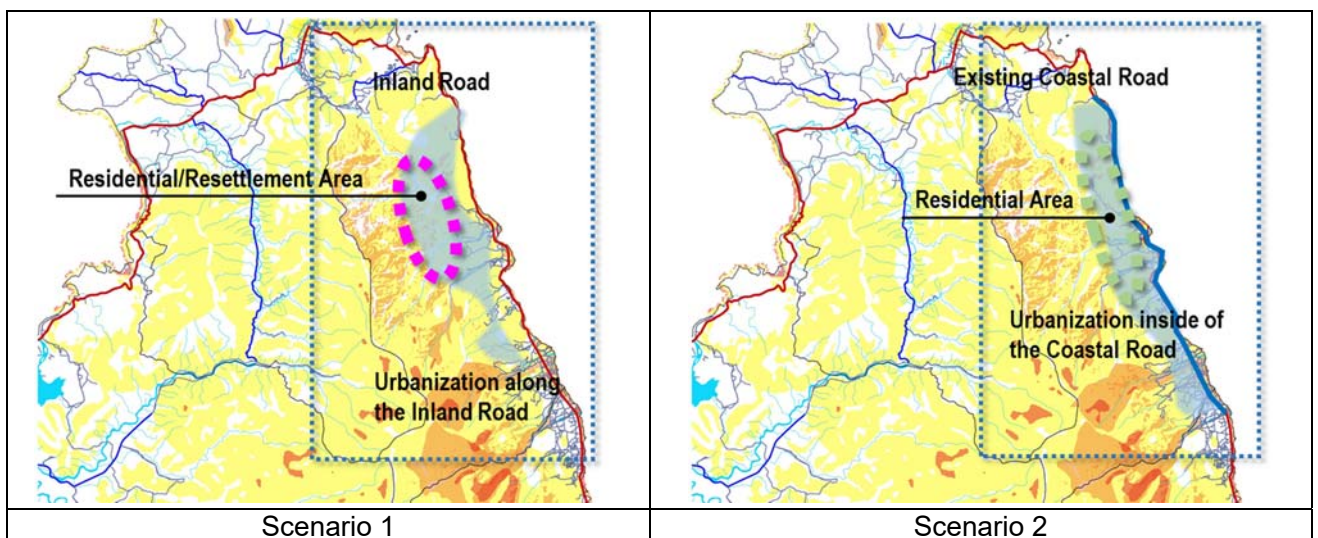 Inland Road
Residential/Resettlement Area
Urbanization along
the Inland Road
Scenario 1
Existing Coastal Road
Residential Area
Urbanization inside of
the Coastal Road
Scenario 2